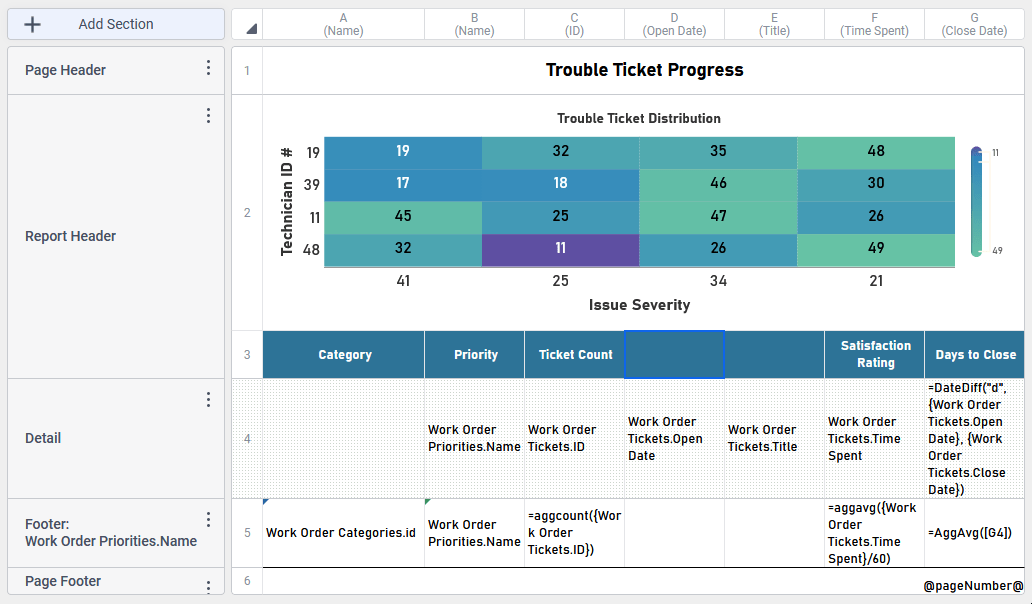 Add Section
A
(Name)
B
(Name)
C
(ID)
D
(Open Date)
E
(Title)
F
(Time Spent)
G
(Close Date)
Page Header
1
Trouble Ticket Progress
Report Header
2
Trouble Ticket Distribution
Technician ID #
19
19
32
35
48
39
17
18
46
30
11
45
25
47
26
48
32
11
26
49
41
25
34
21
Issue Severity
11
49
3
Category
Priority
Ticket Count
Satisfaction
Rating
Days to Close
Detail
4
Work Order
Priorities.Name
Work Order
Tickets.ID
Work Order
Tickets.Open
Date
Work Order
Tickets.Title
Work Order
Tickets.Time
Spent
=DateDiff("d",
{Work Order
Tickets.Open
Date}, {Work
Order
Tickets.Close
Date})
Footer:
Work Order Priorities.Name
5
Work Order Categories.id
Work Order
Priorities.Name
=aggcount({Wor
k Order
Tickets.ID})
=aggavg({Work
Order
Tickets.Time
Spent}/60)
=AggAvg([G4])
Page Footer
6
@pageNumber@